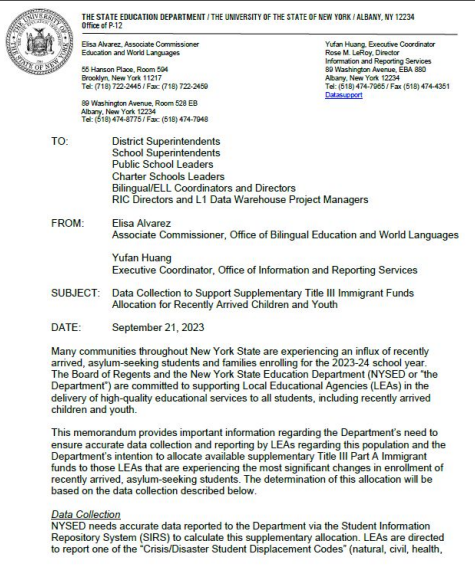 THE STATE EDUCATION DEPARTMENT / THE UNIVERSITY OF THE STATE OF NEW YORK / ALBANY, NY 12234
Office of P-12
Elisa Alvarez, Associate Commissioner
Education and World Languages
55 Hanson Place, Room 594
Brooklyn, New York 11217
Tel: (718) 722-2445 / Fax: (718) 722-2459
89 Washington Avenue, Room 528 EB
Albany, New York 12234
Tel: (518) 474-8775 / Fax: (518) 474-7948
Yufan Huang, Executive Coordinator
Rose M. LeRoy, Director
Information and Reporting Services
89 Washington Avenue, EBA 880
Albany, New York 12234
Tel: (518) 474-7965 / Fax (518) 474-4351
Datasupport
TO: District Superintendents
School Superintendents
Public School Leaders
Charter Schools Leaders
Bilingual/ELL Coordinators and Directors
RIC Directors and L1 Data Warehouse Project Managers
FROM: Elisa Alvarez
Associate Commissioner, Office of Bilingual Education and World Languages
Yufan Huang
Executive Coordinator, Office of Information and Reporting Services
SUBJECT: Data Collection to Support Supplementary Title III Immigrant Funds
Allocation for Recently Arrived Children and Youth
DATE: September 21, 2023
Many communities throughout New York State are experiencing an influx of recently
arrived, asylum-seeking students and families enrolling for the 2023-24 school year.
The Board of Regents and the New York State Education Department (NYSED or "the
Department") are committed to supporting Local Educational Agencies (LEAs) in the
delivery of high-quality educational services to all students, including recently arrived
children and youth.
This memorandum provides important information regarding the Department's need to
ensure accurate data collection and reporting by LEAs regarding this population and the
Department's intention to allocate available supplementary Title III Part A Immigrant
funds to those LEAs that are experiencing the most significant changes in enrollment of
recently arrived, asylum-seeking students. The determination of this allocation will be
based on the data collection described below.
Data Collection
NYSED needs accurate data reported to the Department via the Student Information
Repository System (SIRS) to calculate this supplementary allocation. LEAs are directed
to report one of the "Crisis/Disaster Student Displacement Codes" (natural, civil, health,